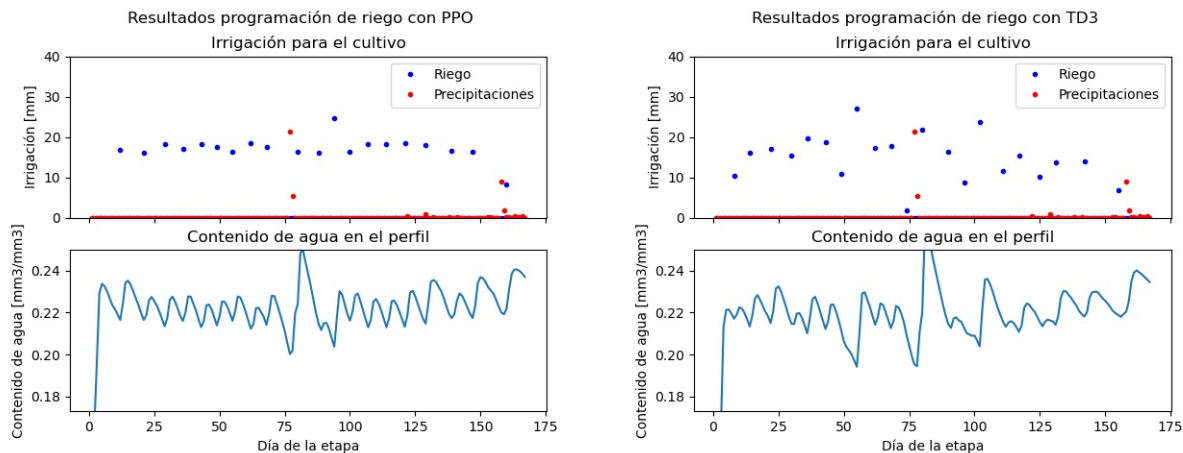 Resultados programación de riego con PPO
Irrigación para el cultivo
40
30
20
10
0
Irrigación [mm]
Riego
Precipitaciones
Contenido de agua en el perfil
0.24
0.22
0.20
0.18
Contenido de agua [mm3/mm3]
0 25 50 75 100 125 150 175
Día de la etapa
Resultados programación de riego con TD3
Irrigación para el cultivo
40
30
20
10
0
Irrigación [mm]
Riego
Precipitaciones
Contenido de agua en el perfil
0.24
0.22
0.20
0.18
Contenido de agua [mm3/mm3]
0 25 50 75 100 125 150 175
Día de la etapa